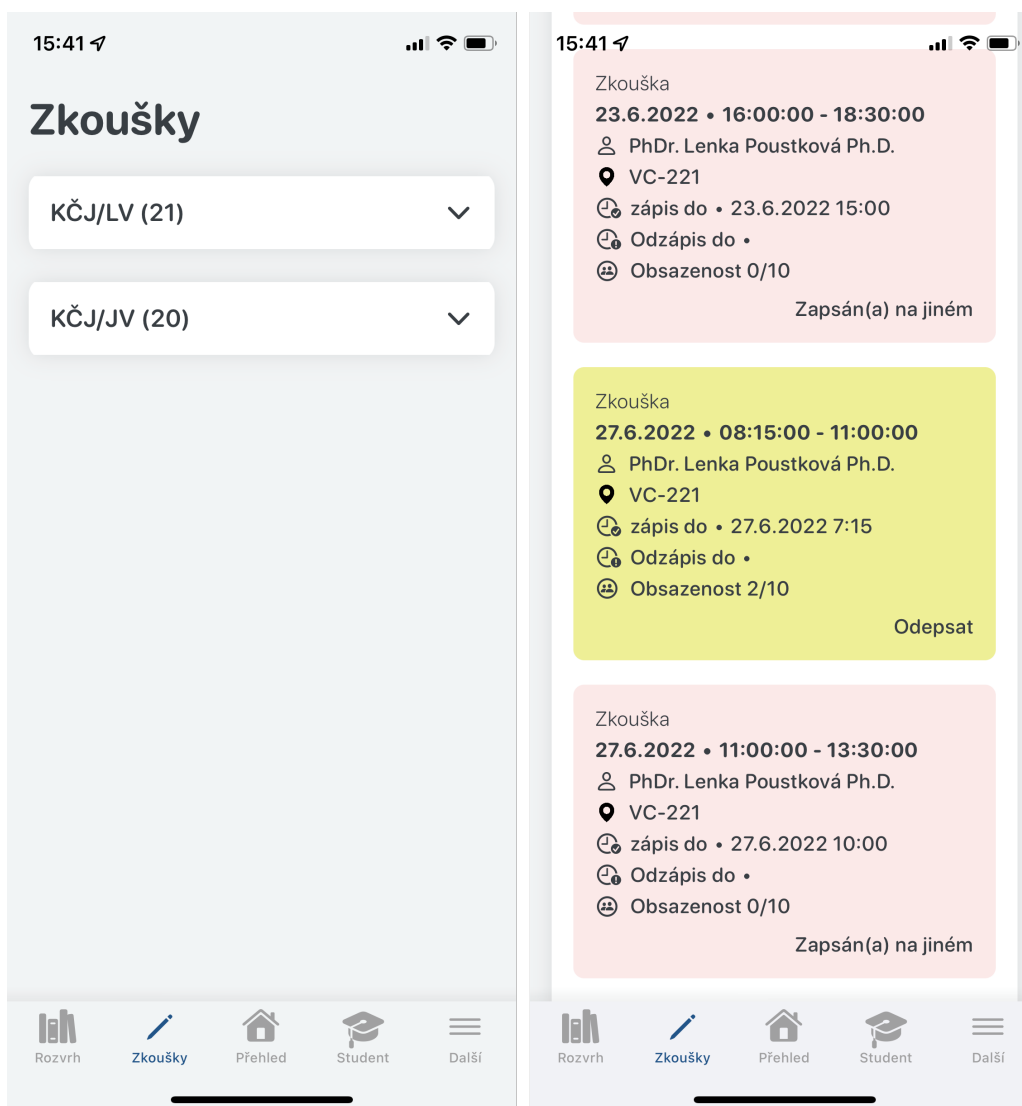 15:41
Zkoušky
KČJ/LV (21)
KČJ/JV (20)
Rozvrh
Zkoušky
Přehled
Student
Další
15:41
Zkouška
23.6.2022 • 16:00:00 - 18:30:00
PhDr. Lenka Poustková Ph.D.
VC-221
zápis do • 23.6.2022 15:00
Odzápis do •
Obsazenost 0/10
Zapsán(a) na jiném
Zkouška
27.6.2022 • 08:15:00 - 11:00:00
PhDr. Lenka Poustková Ph.D.
VC-221
zápis do • 27.6.2022 7:15
Odzápis do •
Obsazenost 2/10
Odepsat
Zkouška
27.6.2022 • 11:00:00 - 13:30:00
PhDr. Lenka Poustková Ph.D.
VC-221
zápis do • 27.6.2022 10:00
Odzápis do •
Obsazenost 0/10
Zapsán(a) na jiném
Rozvrh
Zkoušky
Přehled
Student
Další